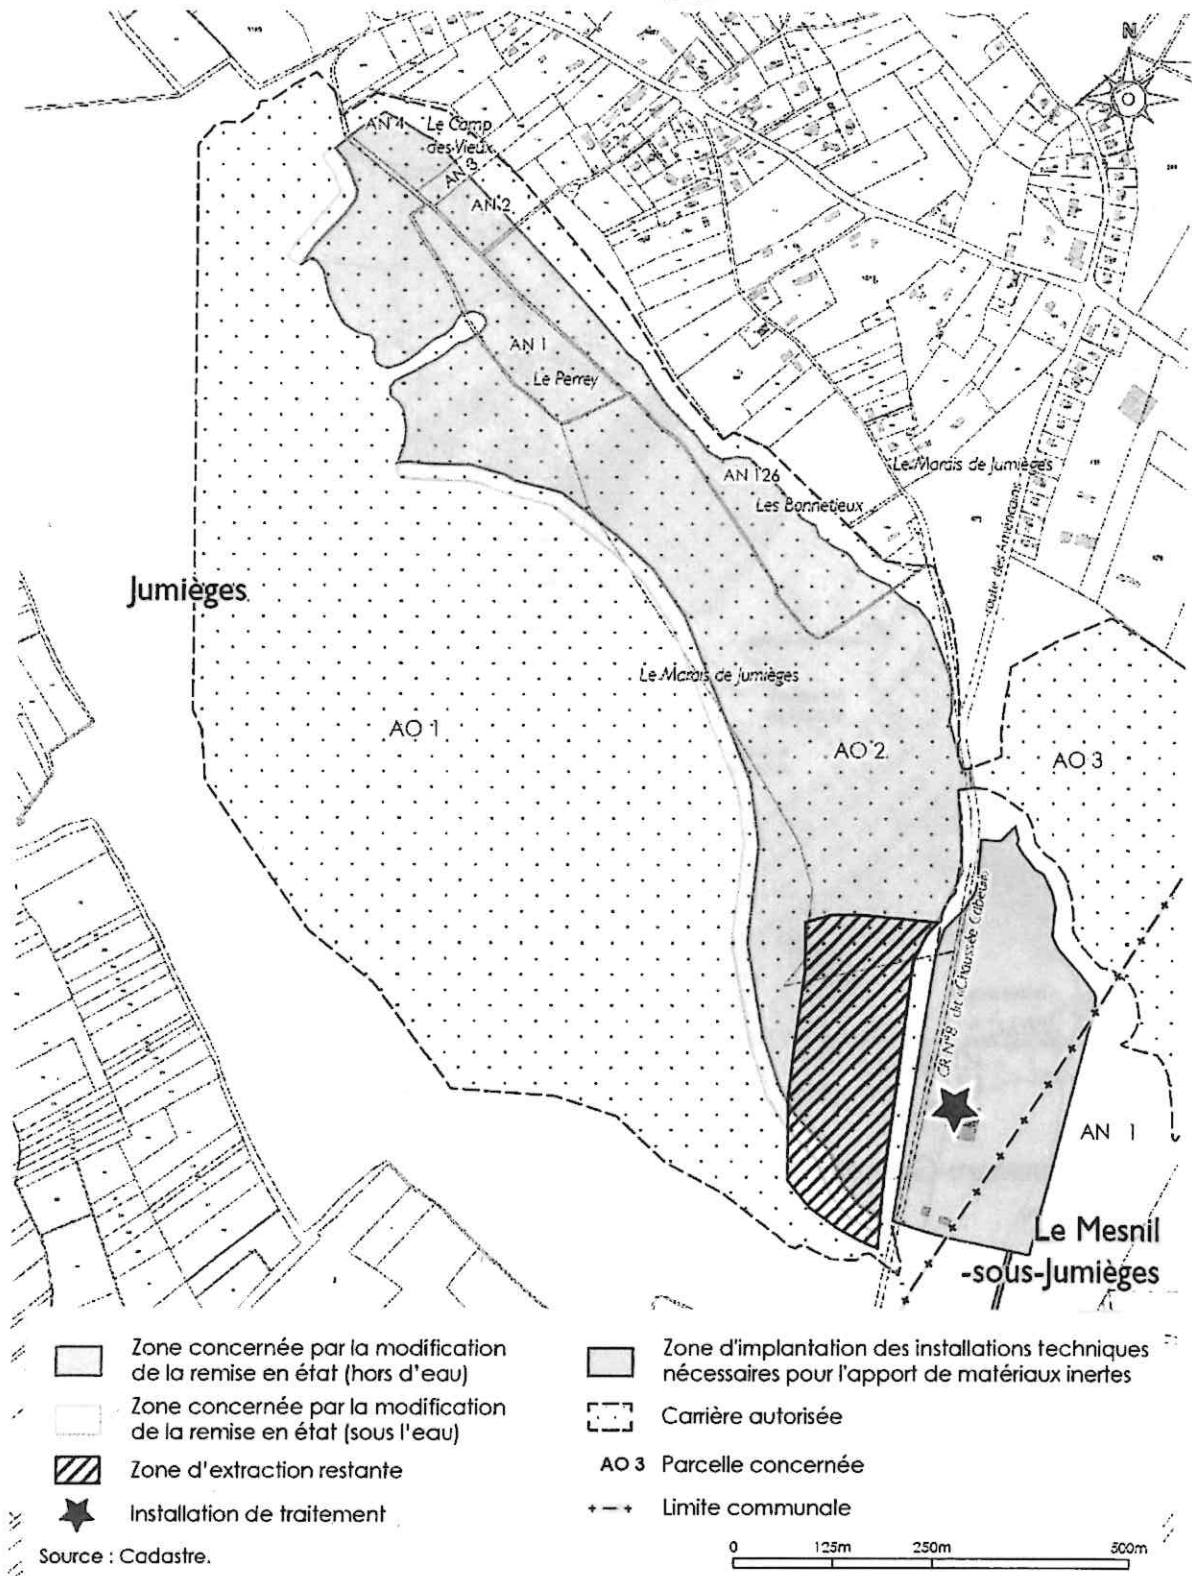 N
O
AN 4
Le Camp
des Vieux
AN 3
AN 2
AN 1
Le Perrey
Le Marais de Jumièges
AN 126
Les Bonnetieux
route des Américains
Jumièges
Le Marais de Jumièges
AO 1
AO 2
AO 3
CR N°8 dit «Chaussée
AN 1
Le Mesnil
-sous-Jumièges
Zone concernée par la modification
de la remise en état (hors d'eau)
Zone concernée par la modification
de la remise en état (sous l'eau)
Zone d'extraction restante
Installation de traitement
Source : Cadastre.
Zone d'implantation des installations techniques
nécessaires pour l'apport de matériaux inertes
Carrière autorisée
AO 3 Parcelle concernée
Limite communale
0 125m 250m 500m